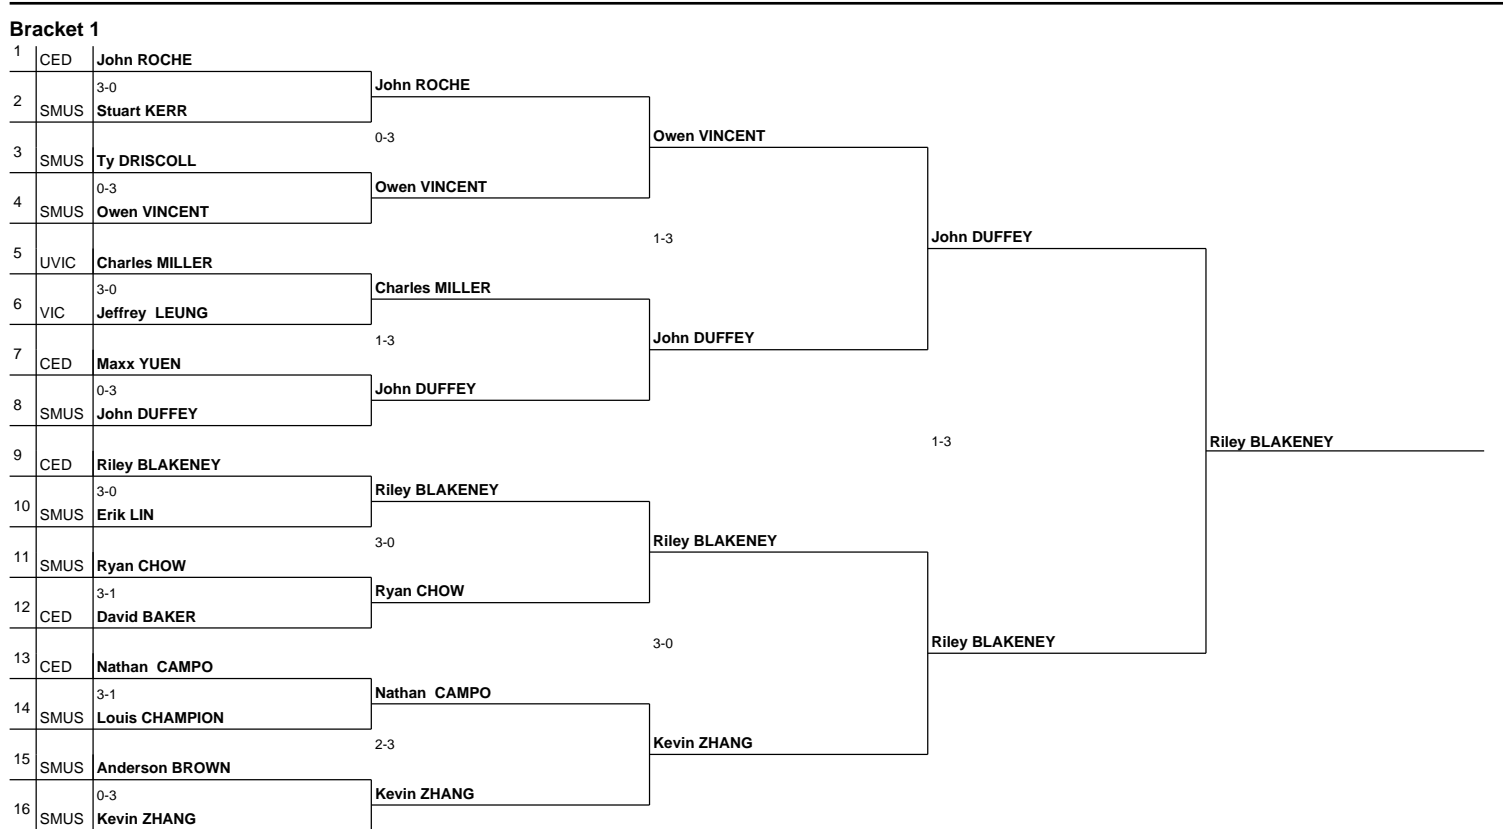 Bracket 1
1 CED John ROCHE
3-0 John ROCHE
2 SMUS Stuart KERR
0-3 Owen VINCENT
3 SMUS Ty DRISCOLL
0-3 Owen VINCENT
4 SMUS Owen VINCENT
1-3 John DUFFEY
5 UVIC Charles MILLER
3-0 Charles MILLER
6 VIC Jeffrey LEUNG
1-3 John DUFFEY
7 CED Maxx YUEN
0-3 John DUFFEY
8 SMUS John DUFFEY
1-3 Riley BLAKENEY
9 CED Riley BLAKENEY
3-0 Riley BLAKENEY
10 SMUS Erik LIN
3-0 Riley BLAKENEY
11 SMUS Ryan CHOW
3-1 Ryan CHOW
12 CED David BAKER
3-0 Riley BLAKENEY
13 CED Nathan CAMPO
3-1 Nathan CAMPO
14 SMUS Louis CHAMPION
2-3 Kevin ZHANG
15 SMUS Anderson BROWN
0-3 Kevin ZHANG
16 SMUS Kevin ZHANG